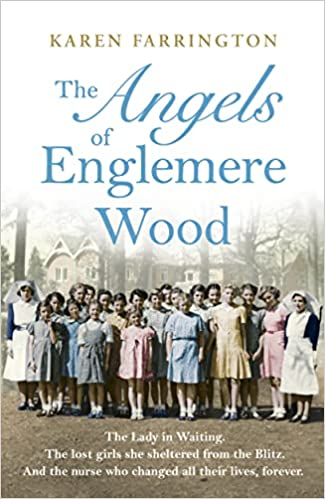 KAREN FARRINGTON
The Angels
of
Englemere
Wood
The Lady in Waiting.
The lost girls she sheltered from the Blitz.
And the nurse who changed all their lives, forever.